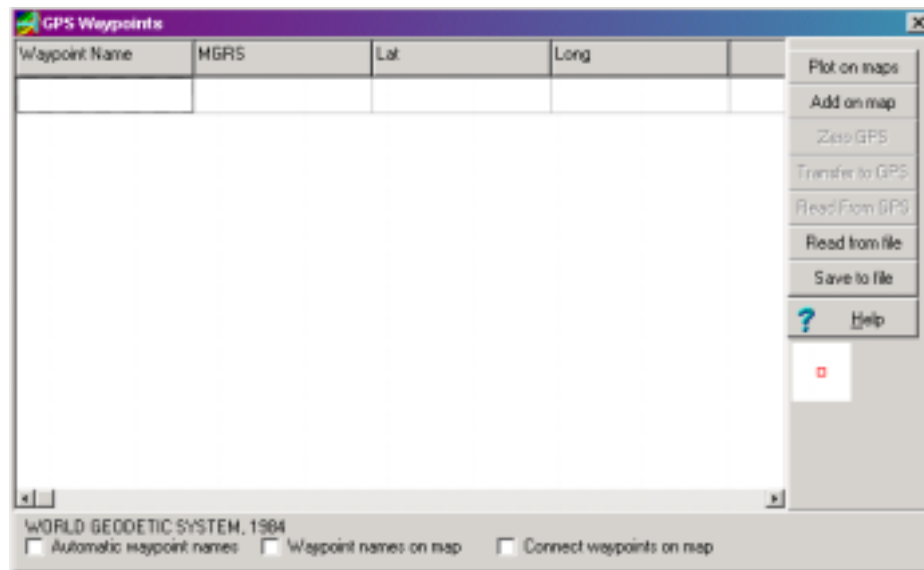 GPS Waypoints
Waypoint Name MGRS Lat Long
Plot on maps
Add on map
Zero GPS
Transfer to GPS
Read From GPS
Read from file
Save to file
? Help
WORLD GEODETIC SYSTEM, 1984
Automatic waypoint names Waypoint names on map Connect waypoints on map